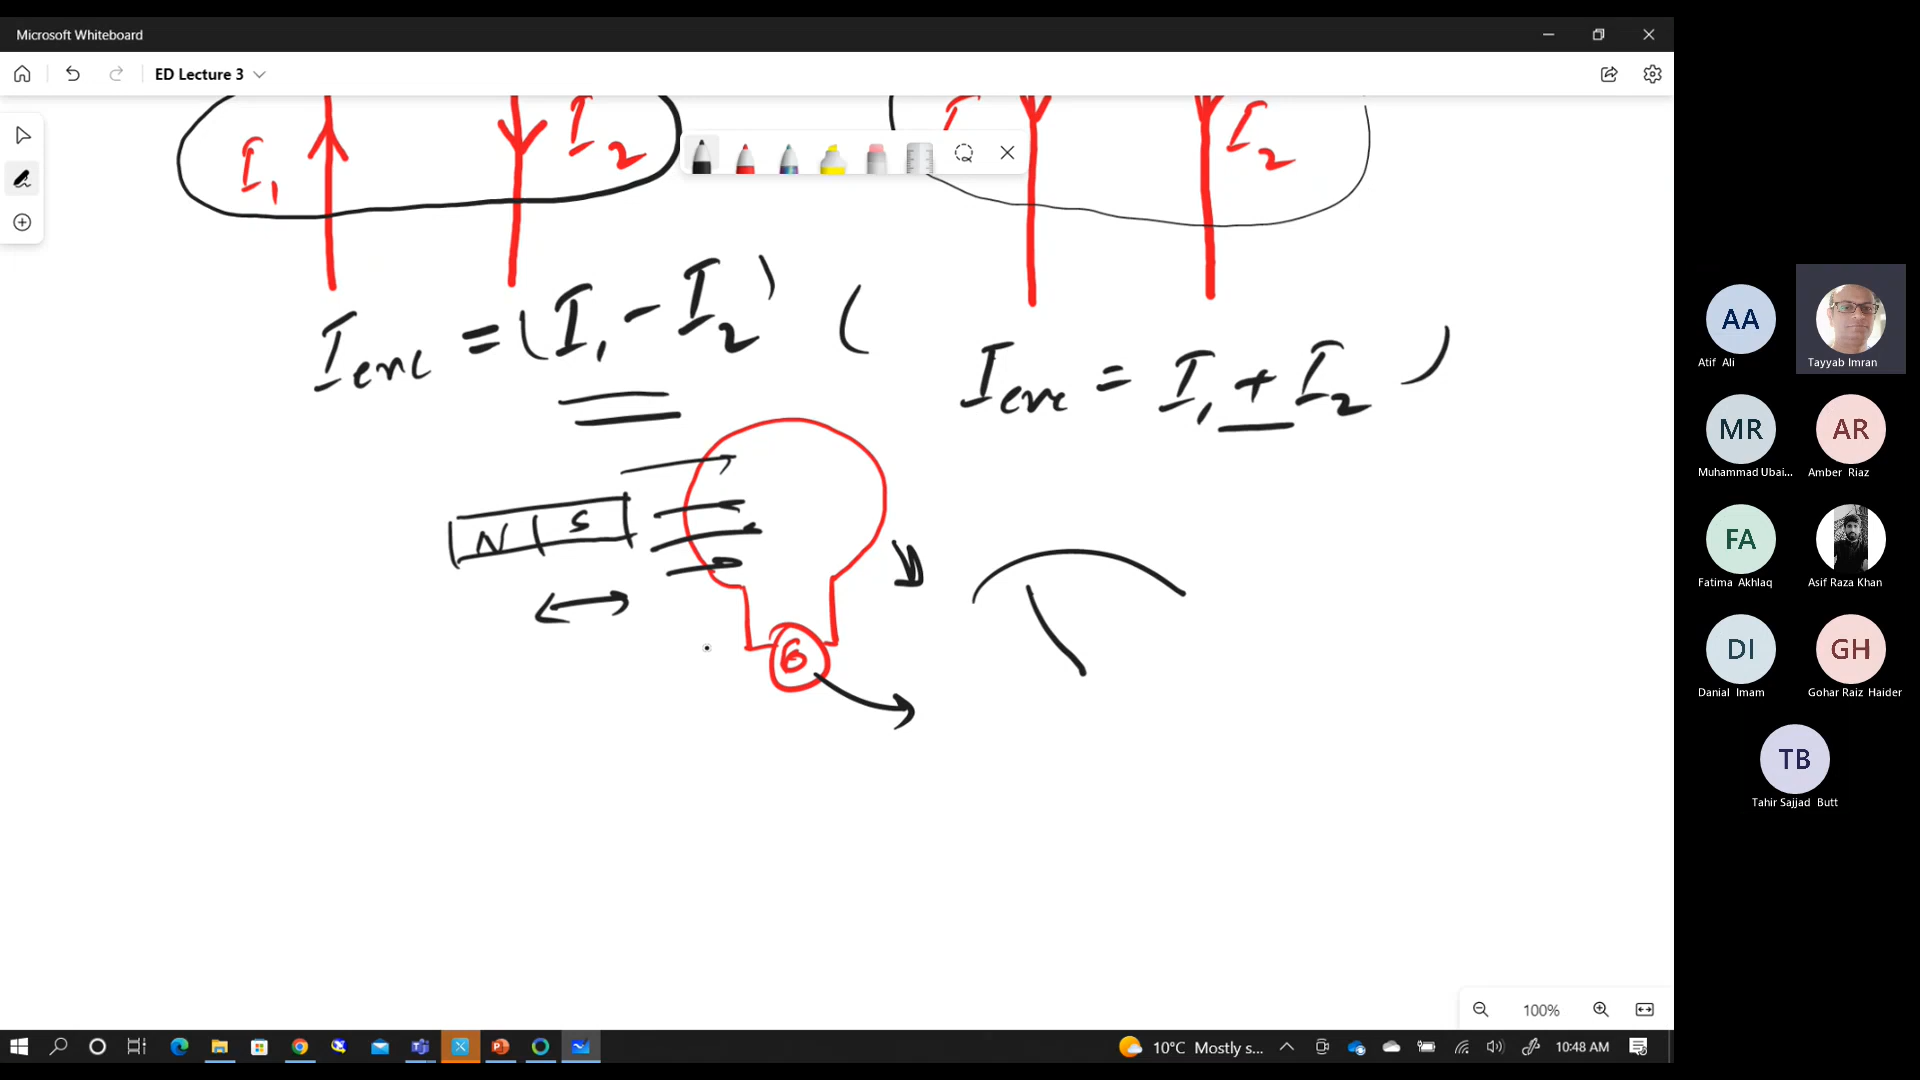 Microsoft Whiteboard
ED Lecture 3
I₁
I₂
I₂
Ienc = (I₁ - I₂) (
Ienc = I₁ + I₂ )
N S
G
AA
Atif Ali
Tayyab Imran
MR
Muhammad Ubai...
AR
Amber Riaz
FA
Fatima Akhlaq
Asif Raza Khan
DI
Danial Imam
GH
Gohar Raiz Haider
TB
Tahir Sajjad Butt
100%
10°C Mostly s...
10:48 AM